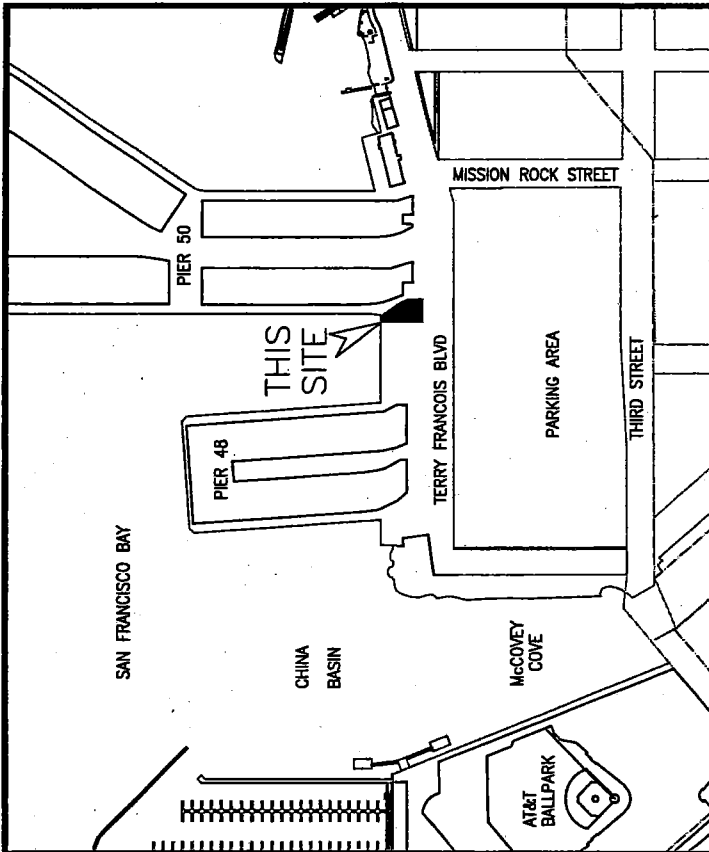 MISSION ROCK STREET
PIER 50
THIS
SITE
TERRY FRANCOIS BLVD
PARKING AREA
THIRD STREET
PIER 48
SAN FRANCISCO BAY
CHINA
BASIN
McCOVEY
COVE
AT&T
BALLPARK